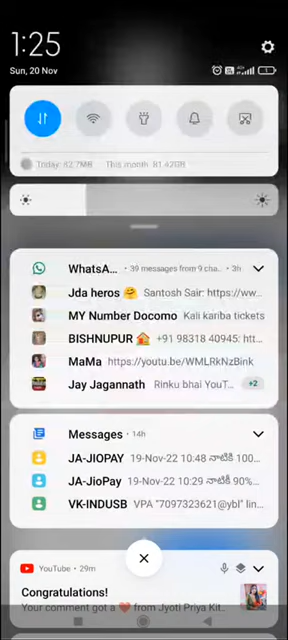 1:25
Sun, 20 Nov
Today: 42.7MB This month: 81.42GB
WhatsA... • 39 messages from 9 cha... • 3h
Jda heros 🤗 Santosh Sair: https://ww...
MY Number Docomo Kali kariba tickets
BISHNUPUR 🏠 +91 98318 40945: htt...
MaMa https://youtu.be/WMLRkNzBink
Jay Jagannath Rinku bhai YouT... +2
Messages • 14h
JA-JIOPAY 19-Nov-22 10:48 నాటికి 100...
JA-JioPay 19-Nov-22 10:29 నాటికి 90%...
VK-INDUSB VPA "7097323621@ybl" lin...
YouTube • 29m
Congratulations!
Your comment got a ❤ from Jyoti Priya Kit..